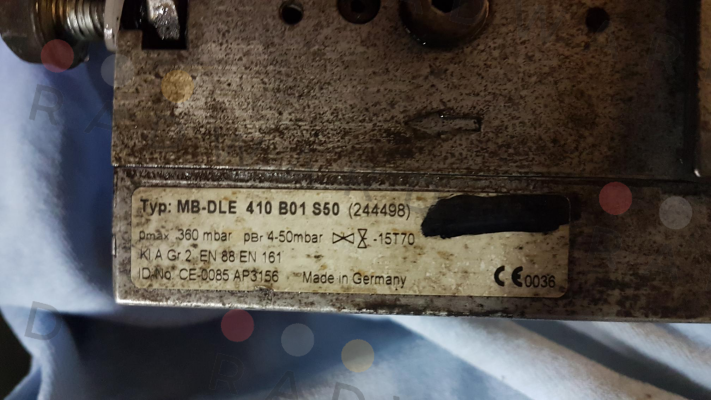 Typ: MB-DLE 410 B01 S50 (244498)
pmax. 360 mbar pBr 4-50mbar -15T70
Kl A Gr 2 EN 88 EN 161
ID-No. CE-0085 AP3156 Made in Germany CE 0036